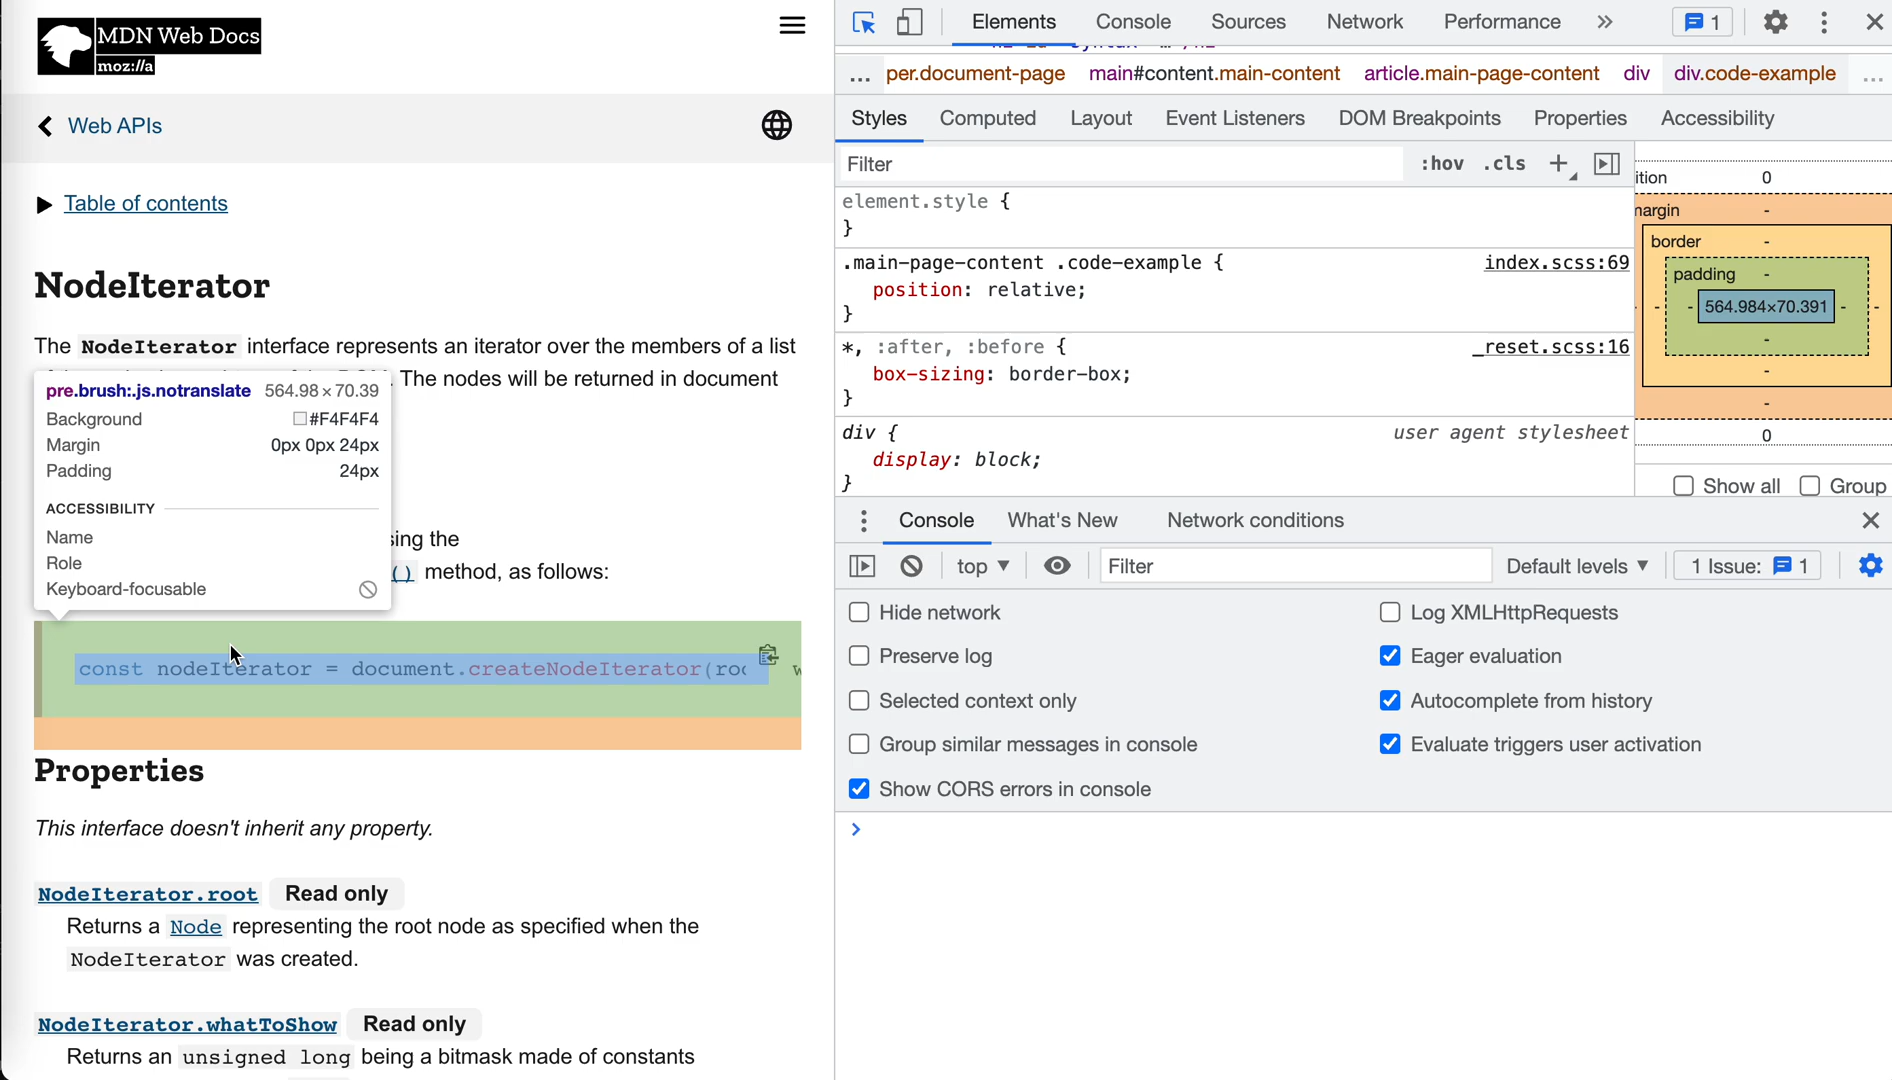 MDN Web Docs
moz://a
Web APIs
Table of contents
NodeIterator
The NodeIterator interface represents an iterator over the members of a list
The nodes will be returned in document
pre.brush:.js.notranslate 564.98 × 70.39
Background #F4F4F4
Margin 0px 0px 24px
Padding 24px
ACCESSIBILITY
Name
Role
Keyboard-focusable
the
() method, as follows:
const nodeIterator = document.createNodeIterator(roo w
Properties
This interface doesn't inherit any property.
NodeIterator.root Read only
Returns a Node representing the root node as specified when the
NodeIterator was created.
NodeIterator.whatToShow Read only
Returns an unsigned long being a bitmask made of constants
Elements Console Sources Network Performance » 1
... per.document-page main#content.main-content article.main-page-content div div.code-example ...
Styles Computed Layout Event Listeners DOM Breakpoints Properties Accessibility
Filter :hov .cls +
element.style {
}
.main-page-content .code-example { index.scss:69
position: relative;
}
*, :after, :before { _reset.scss:16
box-sizing: border-box;
}
div { user agent stylesheet
display: block;
}
ition 0
margin -
border -
padding -
- - 564.984×70.391 - -
-
-
-
0
Show all Group
Console What's New Network conditions
top ▼ Filter Default levels ▼ 1 Issue: 1
Hide network Log XMLHttpRequests
Preserve log Eager evaluation
Selected context only Autocomplete from history
Group similar messages in console Evaluate triggers user activation
Show CORS errors in console